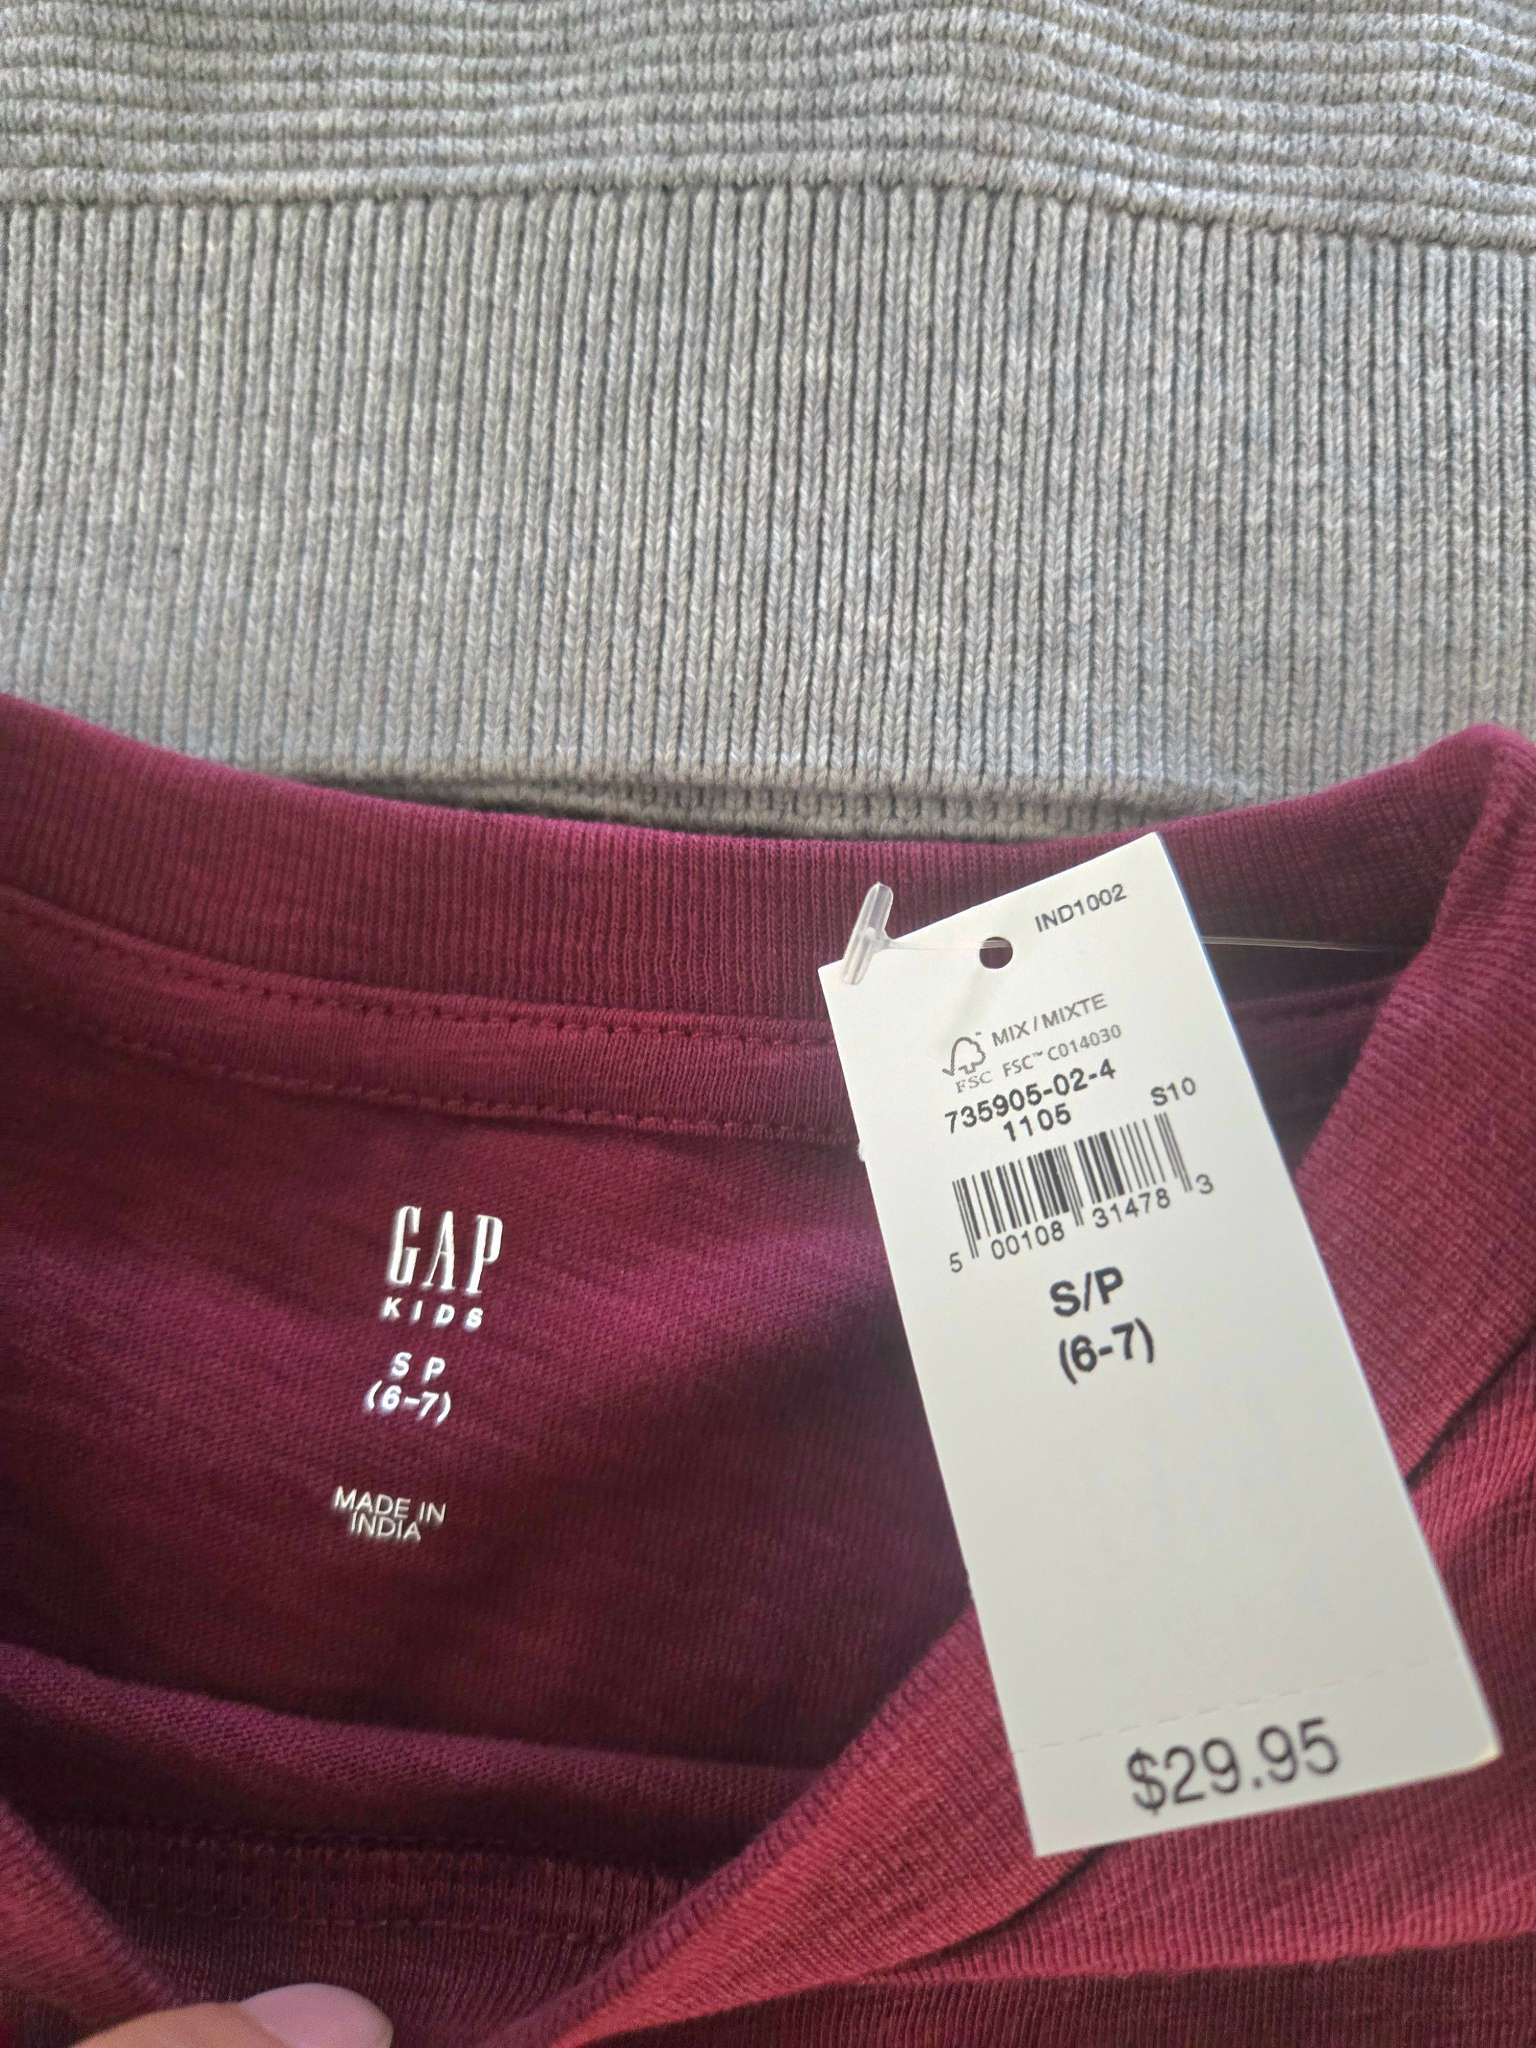 IND1002
MIX / MIXTE
FSC FSC™ C014030
735905-02-4
1105 S10
5 00108 31478 3
S/P
(6-7)
$29.95
GAP
KIDS
S P
(6-7)
MADE IN
INDIA